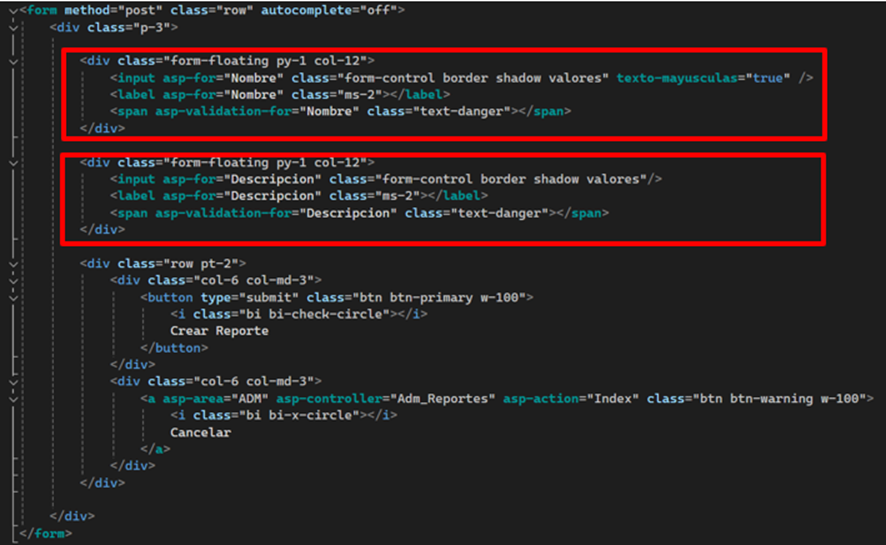 <form method="post" class="row" autocomplete="off">
<div class="p-3">
<div class="form-floating py-1 col-12">
<input asp-for="Nombre" class="form-control border shadow valores" texto-mayusculas="true" />
<label asp-for="Nombre" class="ms-2"></label>
<span asp-validation-for="Nombre" class="text-danger"></span>
</div>
<div class="form-floating py-1 col-12">
<input asp-for="Descripcion" class="form-control border shadow valores"/>
<label asp-for="Descripcion" class="ms-2"></label>
<span asp-validation-for="Descripcion" class="text-danger"></span>
</div>
<div class="row pt-2">
<div class="col-6 col-md-3">
<button type="submit" class="btn btn-primary w-100">
<i class="bi bi-check-circle"></i>
Crear Reporte
</button>
</div>
<div class="col-6 col-md-3">
<a asp-area="ADM" asp-controller="Adm_Reportes" asp-action="Index" class="btn btn-warning w-100">
<i class="bi bi-x-circle"></i>
Cancelar
</a>
</div>
</div>
</div>
</form>